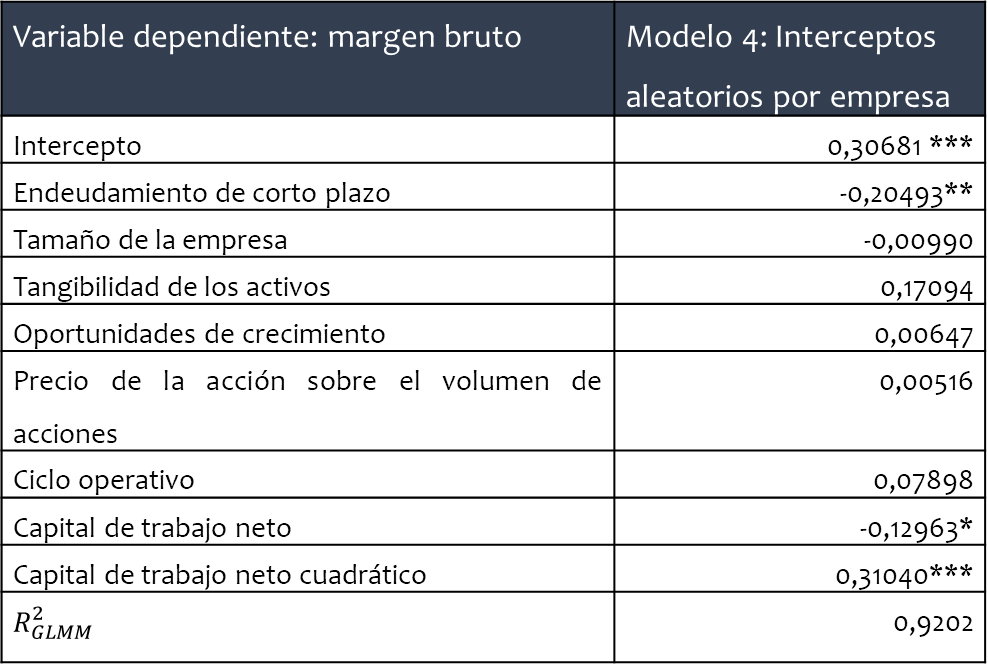 Variable dependiente: margen bruto
Modelo 4: Interceptos
aleatorios por empresa
Intercepto
0,30681 ***
Endeudamiento de corto plazo
-0,20493**
Tamaño de la empresa
-0,00990
Tangibilidad de los activos
0,17094
Oportunidades de crecimiento
0,00647
Precio de la acción sobre el volumen de
acciones
0,00516
Ciclo operativo
0,07898
Capital de trabajo neto
-0,12963*
Capital de trabajo neto cuadrático
0,31040***
R²_GLMM
0,9202